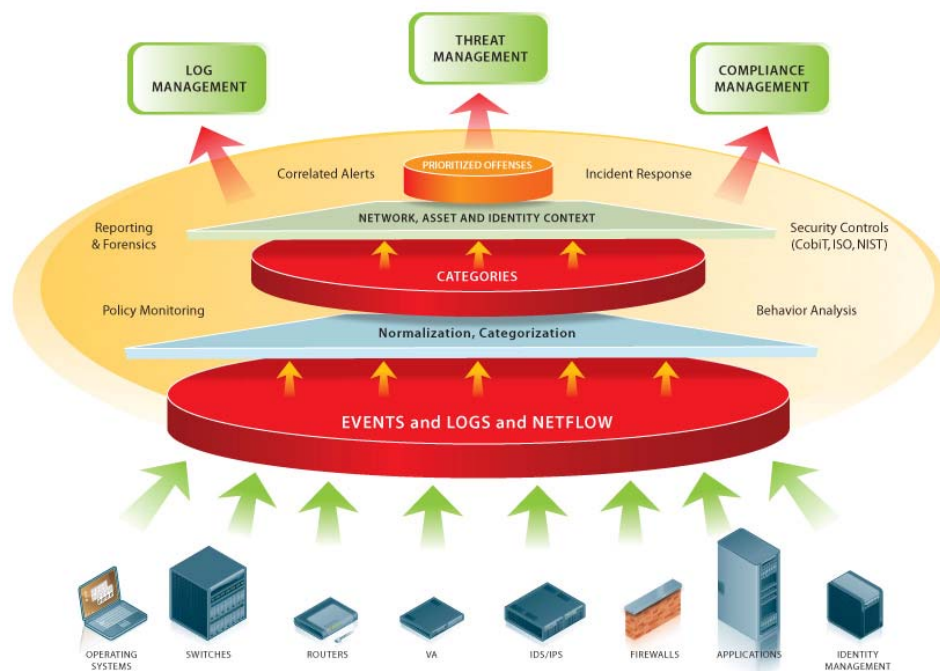 THREAT
MANAGEMENT
LOG
MANAGEMENT
COMPLIANCE
MANAGEMENT
PRIORITIZED OFFENSES
Correlated Alerts
Incident Response
NETWORK, ASSET AND IDENTITY CONTEXT
Reporting
& Forensics
Security Controls
(CobiT, ISO, NIST)
CATEGORIES
Policy Monitoring
Behavior Analysis
Normalization, Categorization
EVENTS and LOGS and NETFLOW
OPERATING
SYSTEMS
SWITCHES
ROUTERS
VA
IDS/IPS
FIREWALLS
APPLICATIONS
IDENTITY
MANAGEMENT